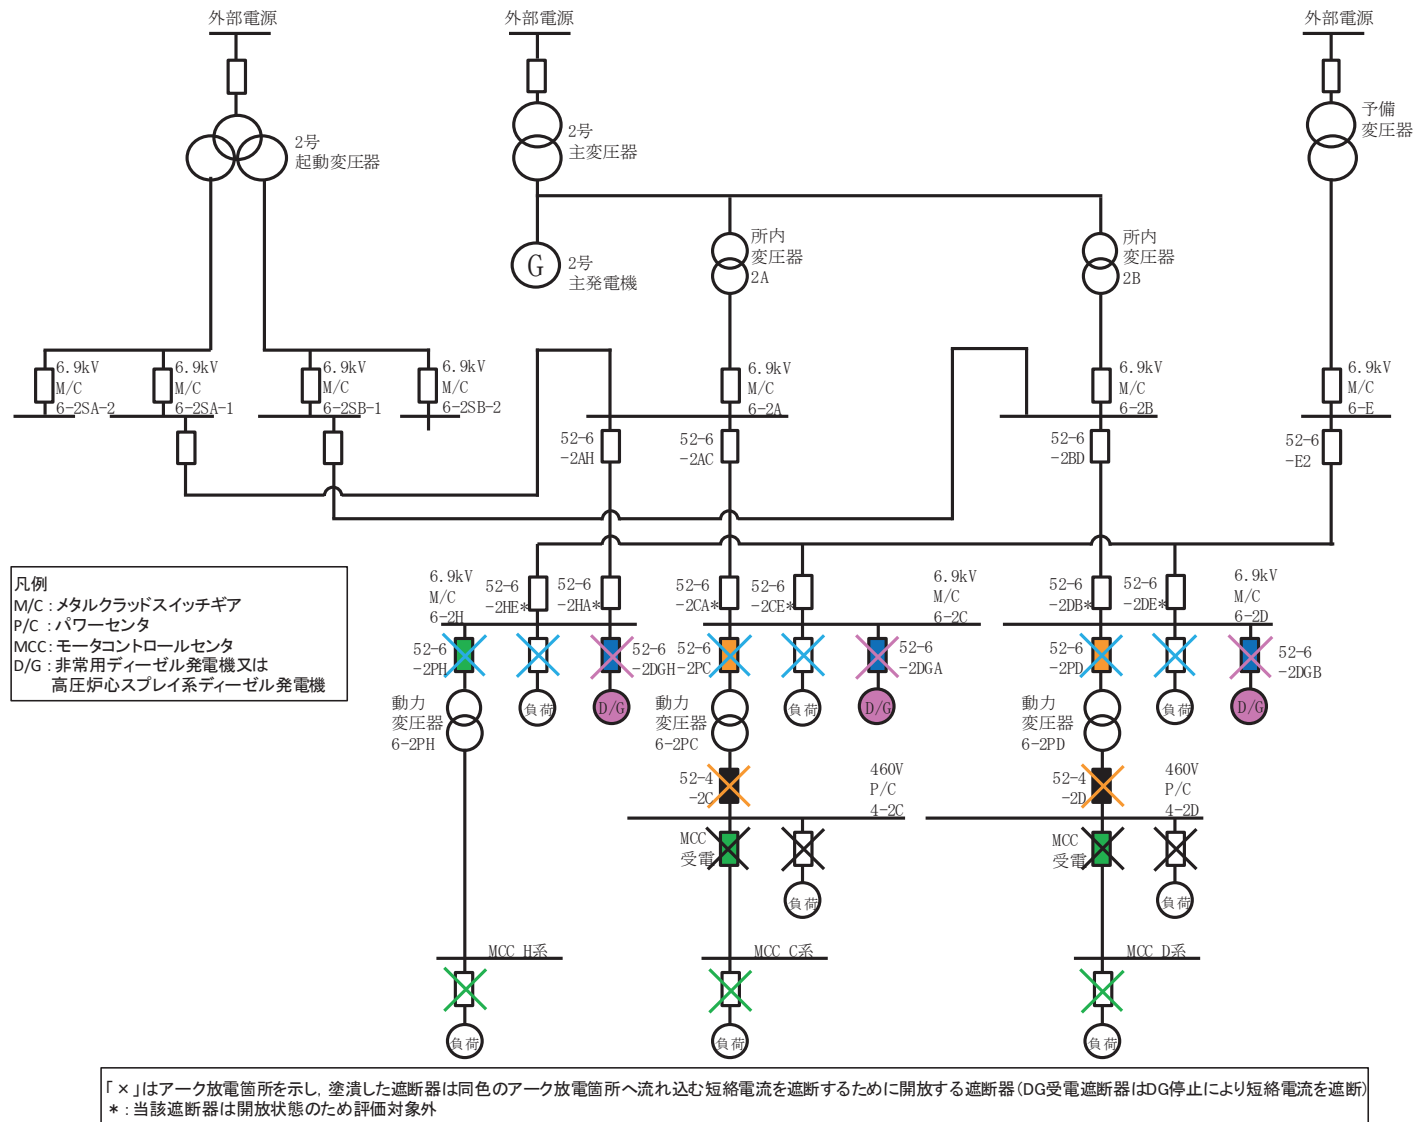 外部電源
外部電源
外部電源
2号
起動変圧器
2号
主変圧器
予備
変圧器
G
2号
主発電機
所内
変圧器
2A
所内
変圧器
2B
6.9kV
M/C
6-2SA-2
6.9kV
M/C
6-2SA-1
6.9kV
M/C
6-2SB-1
6.9kV
M/C
6-2SB-2
6.9kV
M/C
6-2A
6.9kV
M/C
6-2B
6.9kV
M/C
6-E
52-6
-2AH
52-6
-2AC
52-6
-2BD
52-6
-E2
凡例
M/C：メタルクラッドスイッチギア
P/C：パワーセンタ
MCC：モータコントロールセンタ
D/G：非常用ディーゼル発電機又は
高圧炉心スプレイ系ディーゼル発電機
6.9kV
M/C
6-2H
52-6
-2HE*
52-6
-2HA*
52-6
-2CA*
52-6
-2CE*
6.9kV
M/C
6-2C
52-6
-2DB*
52-6
-2DE*
6.9kV
M/C
6-2D
52-6
-2PH
52-6
-2DGH
52-6
-2PC
52-6
-2DGA
52-6
-2PD
52-6
-2DGB
動力
変圧器
6-2PH
負荷
D/G
動力
変圧器
6-2PC
負荷
D/G
動力
変圧器
6-2PD
負荷
D/G
52-4
-2C
460V
P/C
4-2C
52-4
-2D
460V
P/C
4-2D
MCC
受電
負荷
MCC
受電
負荷
MCC H系
MCC C系
MCC D系
負荷
負荷
負荷
「×」はアーク放電箇所を示し，塗潰した遮断器は同色のアーク放電箇所へ流れ込む短絡電流を遮断するために開放する遮断器（DG受電遮断器はDG停止により短絡電流を遮断）
*：当該遮断器は開放状態のため評価対象外